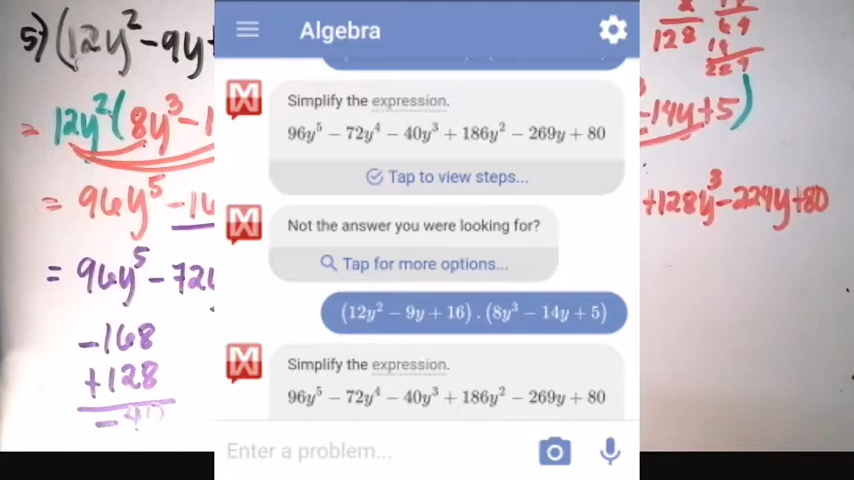 5) (12y² - 9y +
= 12y² ( 8y³ - 1
= 96y⁵ - 16
= 96y⁵ - 72
-168
+128
-40
Algebra
Simplify the expression.
96y⁵ − 72y⁴ − 40y³ + 186y² − 269y + 80
Tap to view steps...
Not the answer you were looking for?
Tap for more options...
(12y² − 9y + 16) . (8y³ − 14y + 5)
Simplify the expression.
96y⁵ − 72y⁴ − 40y³ + 186y² − 269y + 80
Enter a problem...
128
- 14y + 5)
+128y³ - 224y + 80